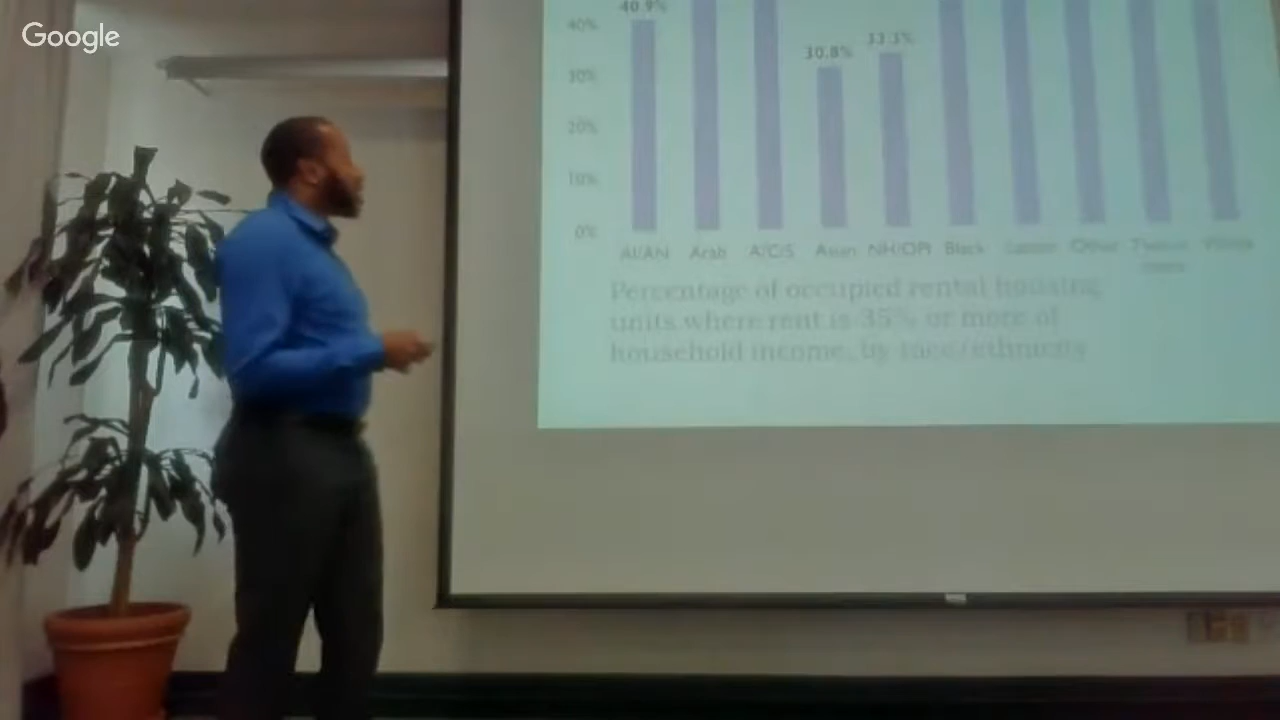 Google
40.9%
40%
33.3%
30.8%
30%
20%
10%
0%
AI/AN Arab A/C/S Asian NH/OPI Black Latino Other White
Percentage of occupied rental housing
units where rent is 35% or more of
household income, by race/ethnicity